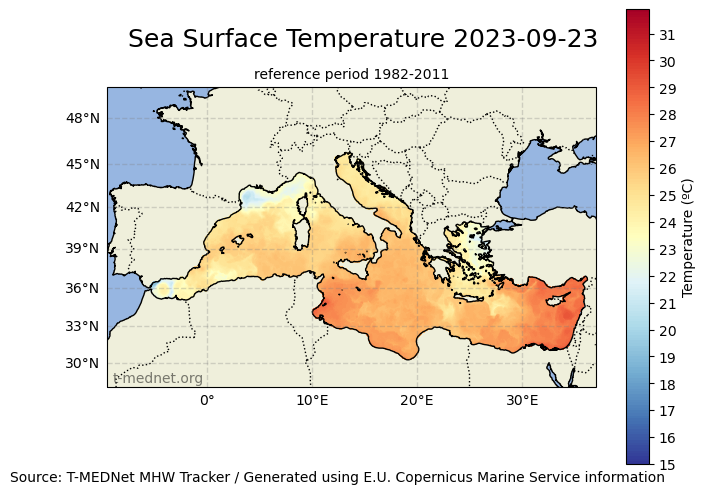 Sea Surface Temperature 2023-09-23
reference period 1982-2011
48°N
45°N
42°N
39°N
36°N
33°N
30°N
t-mednet.org
0°
10°E
20°E
30°E
31
30
29
28
27
26
25
24
23
22
21
20
19
18
17
16
15
Temperature (ºC)
Source: T-MEDNet MHW Tracker / Generated using E.U. Copernicus Marine Service information